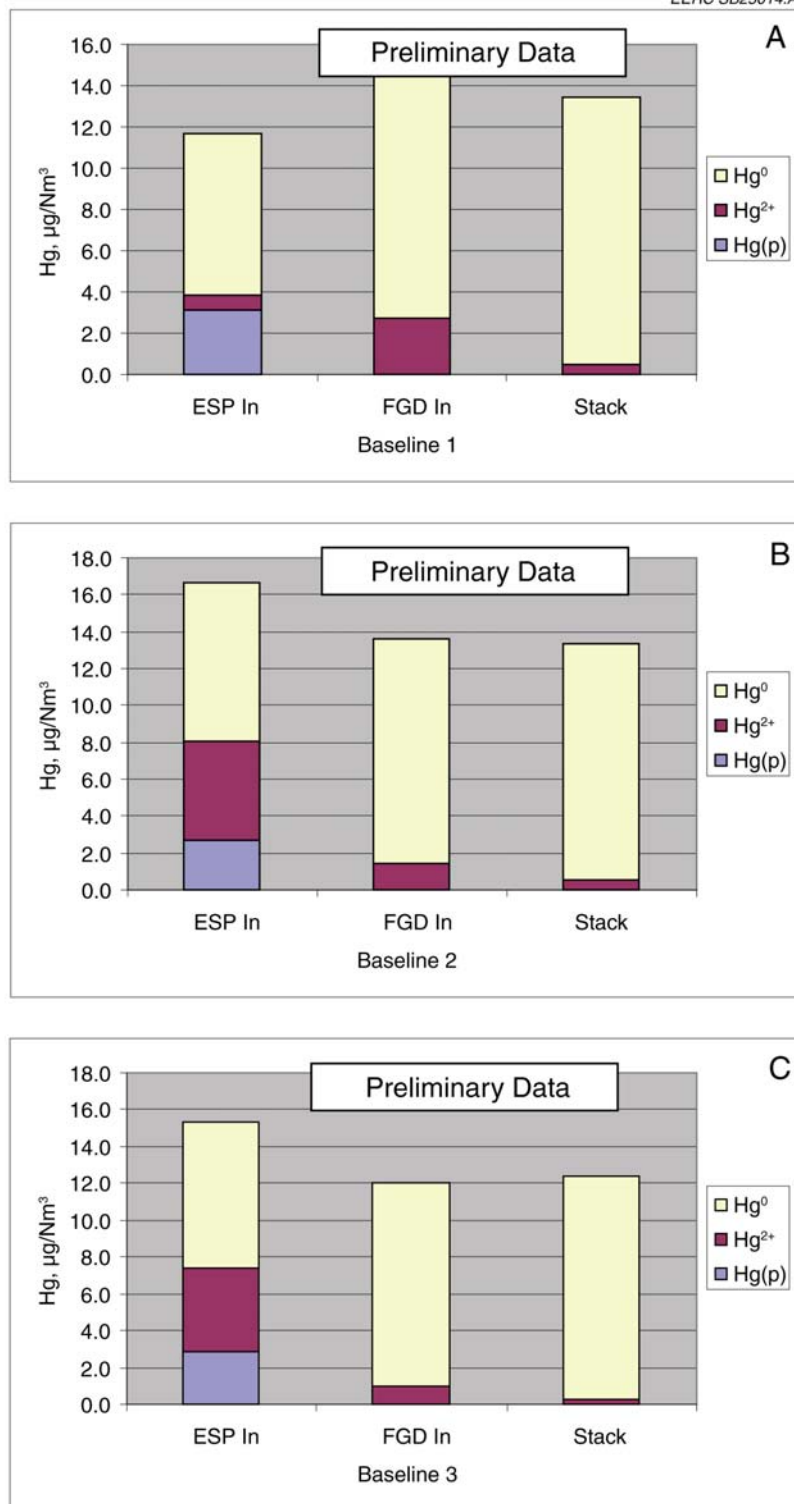 A
Preliminary Data
16.0
14.0
12.0
10.0
8.0
6.0
4.0
2.0
0.0
Hg, µg/Nm³
Hg⁰
Hg²⁺
Hg(p)
ESP In FGD In Stack
Baseline 1
B
Preliminary Data
18.0
16.0
14.0
12.0
10.0
8.0
6.0
4.0
2.0
0.0
Hg, µg/Nm³
Hg⁰
Hg²⁺
Hg(p)
ESP In FGD In Stack
Baseline 2
C
Preliminary Data
18.0
16.0
14.0
12.0
10.0
8.0
6.0
4.0
2.0
0.0
Hg, µg/Nm³
Hg⁰
Hg²⁺
Hg(p)
ESP In FGD In Stack
Baseline 3